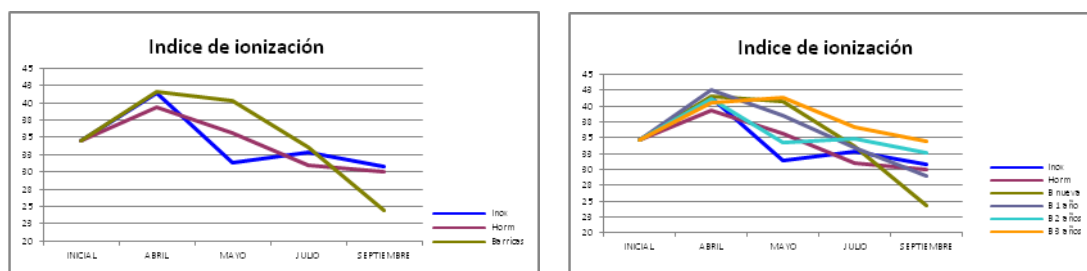 Indice de ionización
45
43
40
38
35
33
30
28
25
23
20
INICIAL ABRIL MAYO JULIO SEPTIEMBRE
Inox
Horm
Barricas
Indice de ionización
45
43
40
38
35
33
30
28
25
23
20
INICIAL ABRIL MAYO JULIO SEPTIEMBRE
Inox
Horm
B nueva
B 1 año
B 2 años
B 3 años